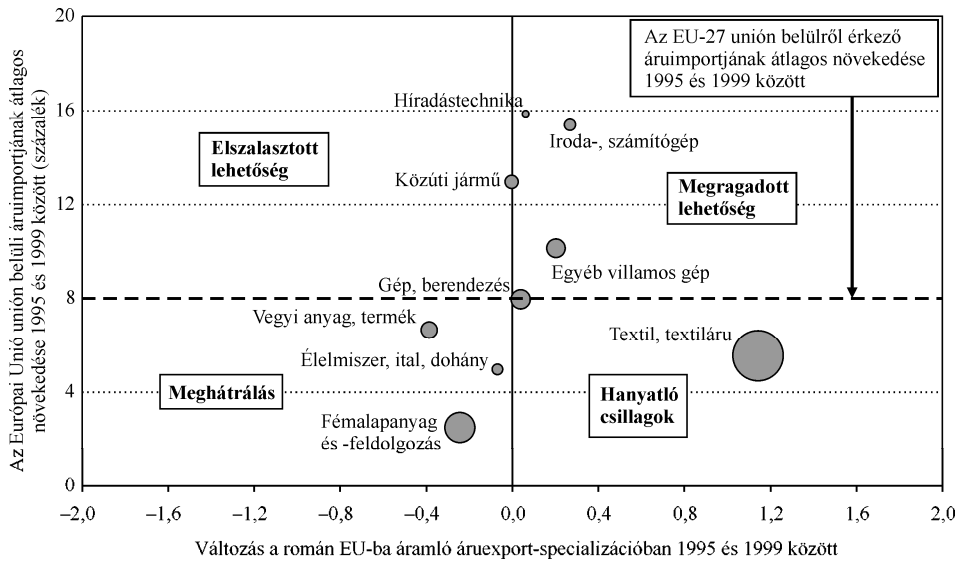 Az Európai Unió unión belüli áruimportjának átlagos
növekedése 1995 és 1999 között (százalék)
20
16
12
8
4
0
Az EU-27 unión belülről érkező
áruimportjának átlagos növekedése
1995 és 1999 között
Híradástechnika
Iroda-, számítógép
Elszalasztott
lehetőség
Közúti jármű
Megragadott
lehetőség
Egyéb villamos gép
Gép, berendezés
Vegyi anyag, termék
Textil, textiláru
Élelmiszer, ital, dohány
Meghátrálás
Hanyatló
csillagok
Fémalapanyag
és -feldolgozás
–2,0 –1,6 –1,2 –0,8 –0,4 0,0 0,4 0,8 1,2 1,6 2,0
Változás a román EU-ba áramló áruexport-specializációban 1995 és 1999 között